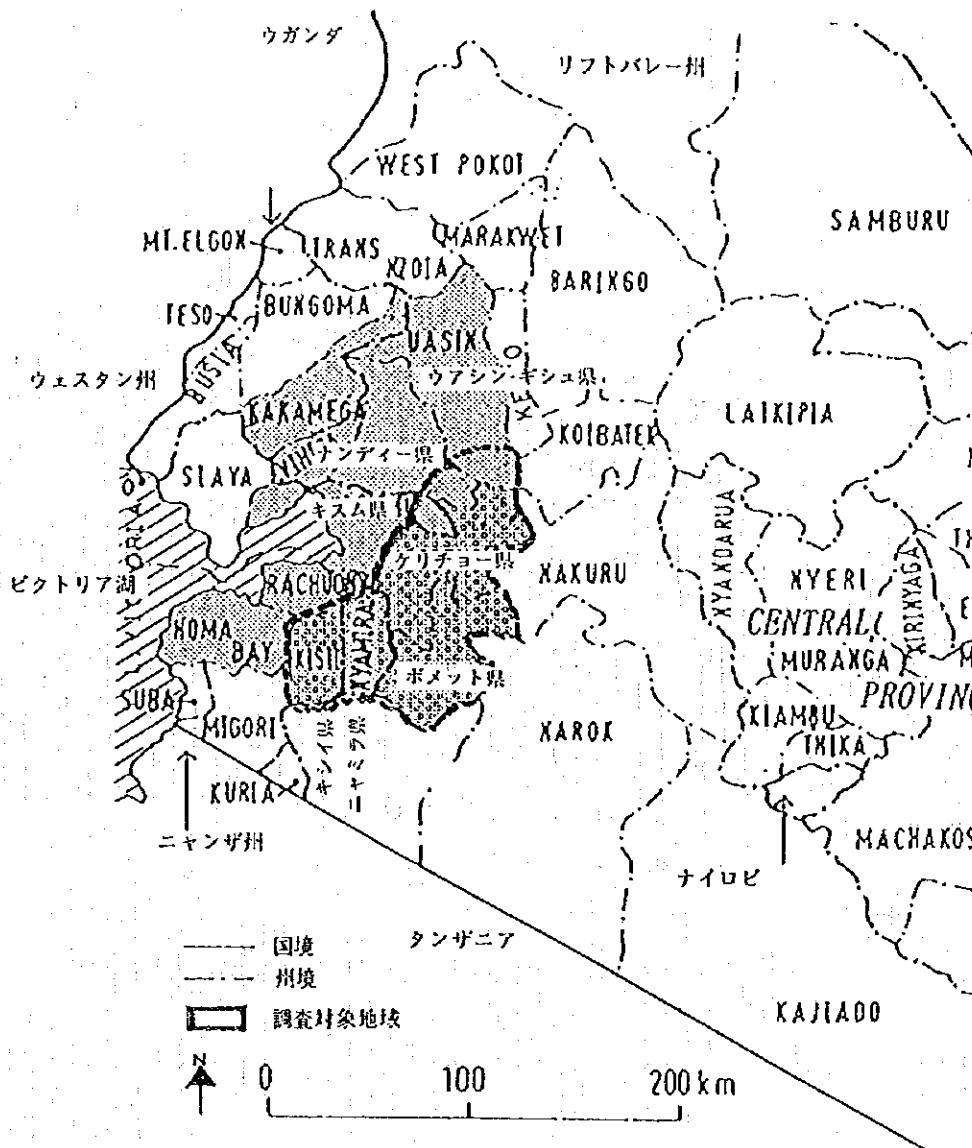 ウガンダ
リフトバレー州
WEST POKOT
SAMBURU
MT.ELGON
TRANS
NZOIA
MARAKWET
BARINGO
TESO
BUNGOMA
BUSIA
UASIN
ウアシン・ギシュ県
ウェスタン州
KAKAMEGA
KOIBATEK
LAIKIPIA
ナンディー県
SIAYA
キスム県
ケリチョー県
ビクトリア湖
RACHUO
NAKURU
NYANDARUA
NYERI
KIRINYAGA
CENTRAL
HOMA
BAY
KISII
NYAMIRA
ボメット県
MURANGA
PROVINC
SUBA
MIGORI
キシイ県
ニャミラ県
NAROK
KIAMBU
THIKA
KURIA
ニャンザ州
MACHAKOS
ナイロビ
タンザニア
国境
州境
調査対象地域
KAJIADO
N
0 100 200 km